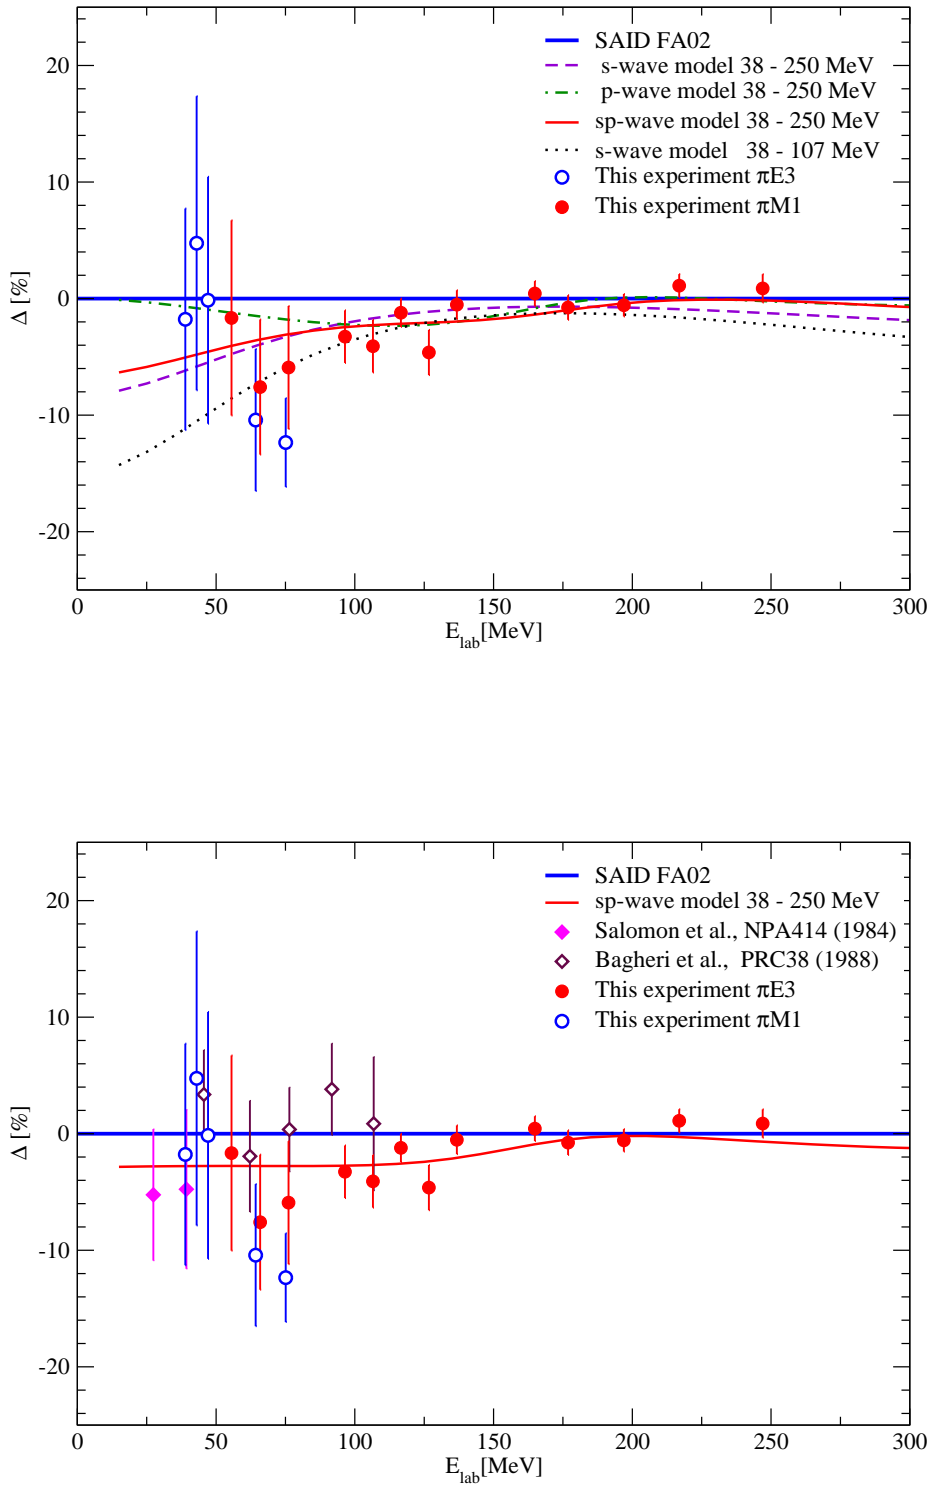 SAID FA02
s-wave model 38 - 250 MeV
p-wave model 38 - 250 MeV
sp-wave model 38 - 250 MeV
s-wave model 38 - 107 MeV
This experiment πE3
This experiment πM1
20
10
0
-10
-20
Δ [%]
0 50 100 150 200 250 300
E_lab[MeV]
SAID FA02
sp-wave model 38 - 250 MeV
Salomon et al., NPA414 (1984)
Bagheri et al., PRC38 (1988)
This experiment πE3
This experiment πM1
20
10
0
-10
-20
Δ [%]
0 50 100 150 200 250 300
E_lab[MeV]